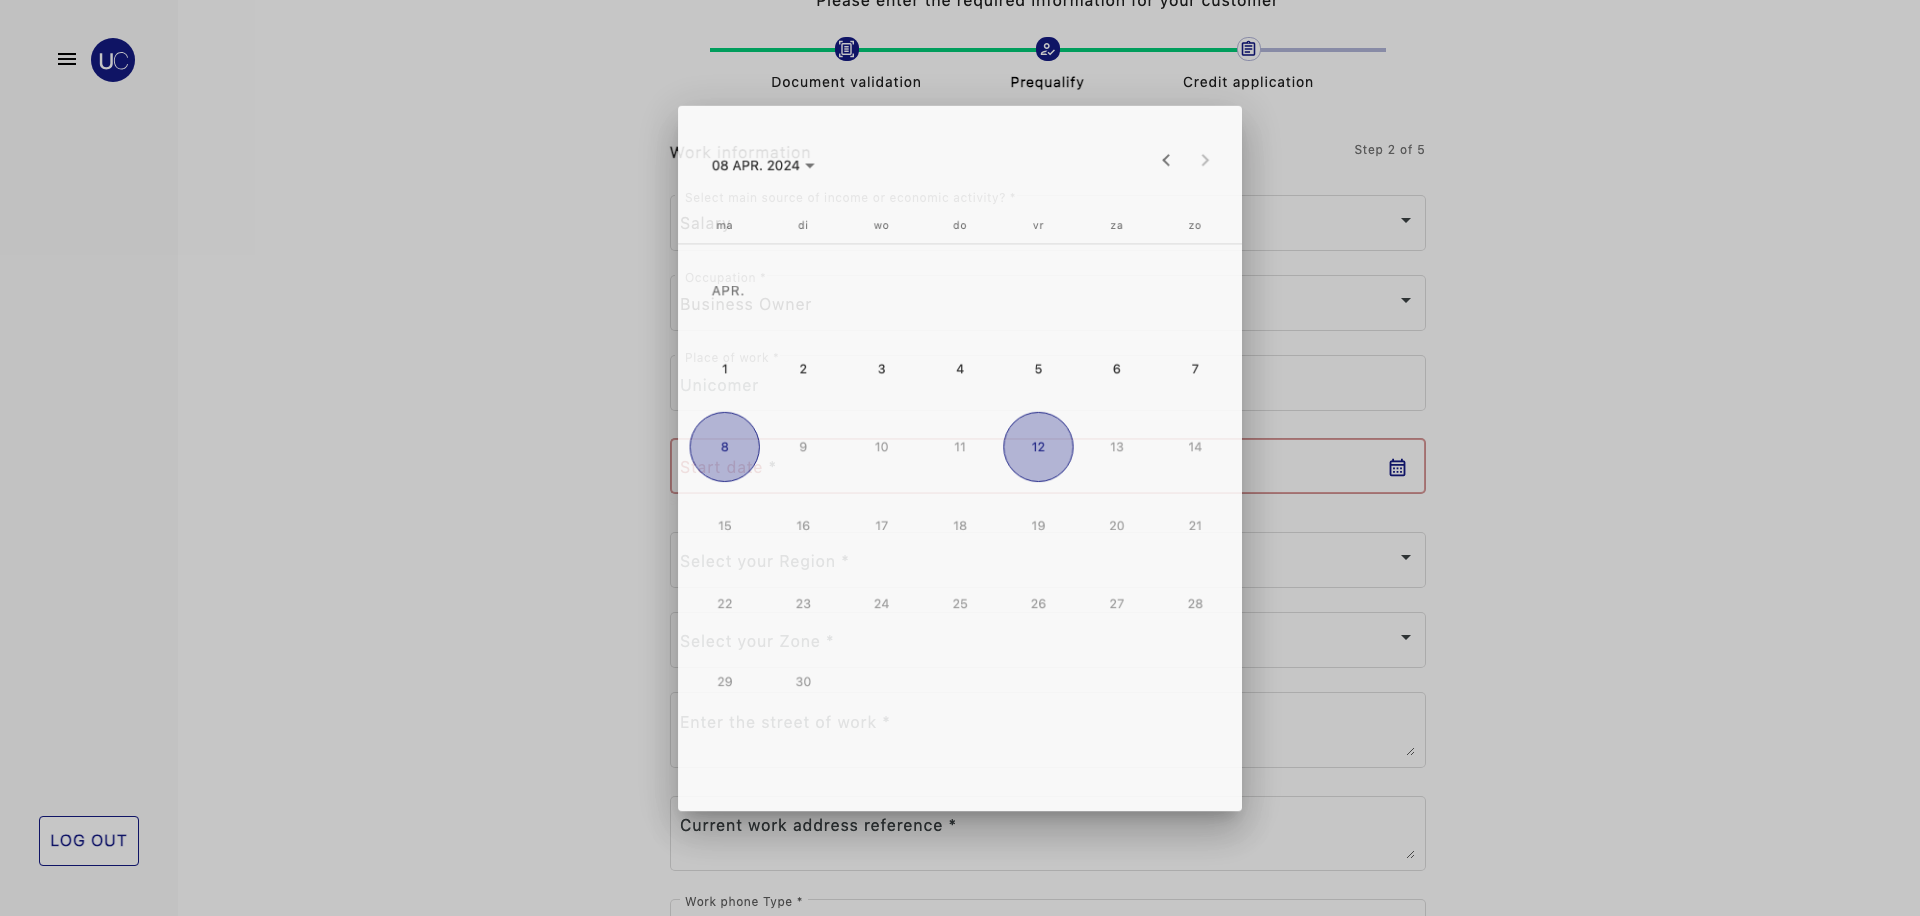 Please enter the required information for your customer
UC
Document validation
Prequalify
Credit application
Work information
Step 2 of 5
08 APR. 2024
Select main source of income or economic activity? *
Salary
ma di wo do vr za zo
Occupation *
APR.
Business Owner
Place of work *
1 2 3 4 5 6 7
Unicomer
8 9 10 11 12 13 14
Start date *
15 16 17 18 19 20 21
Select your Region *
22 23 24 25 26 27 28
Select your Zone *
29 30
Enter the street of work *
Current work address reference *
LOG OUT
Work phone Type *